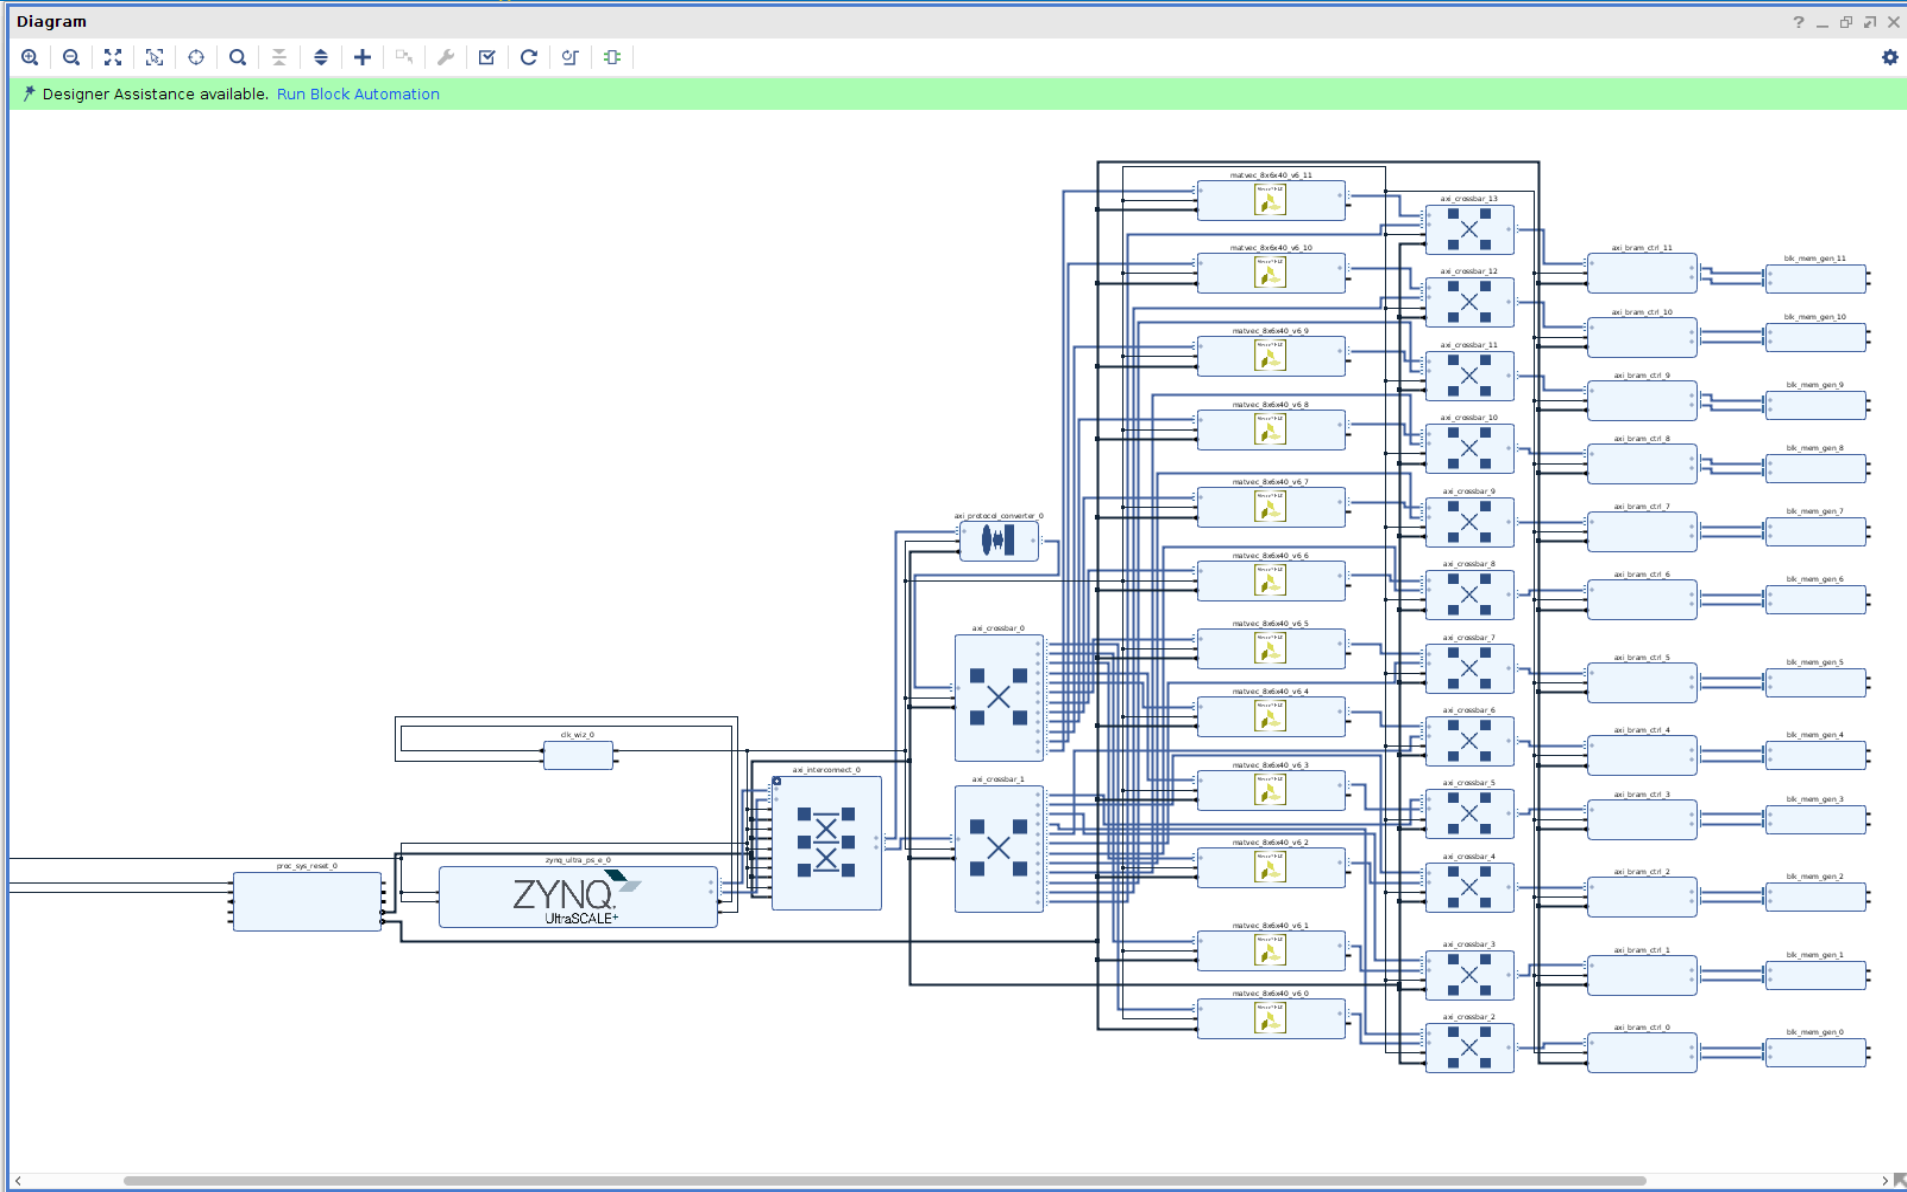 Diagram
Designer Assistance available. Run Block Automation
matvec_8x6x40_v6_11
axi_crossbar_13
matvec_8x6x40_v6_10
axi_bram_ctrl_11
blk_mem_gen_11
axi_crossbar_12
axi_bram_ctrl_10
blk_mem_gen_10
matvec_8x6x40_v6_9
axi_crossbar_11
axi_bram_ctrl_9
blk_mem_gen_9
matvec_8x6x40_v6_8
axi_crossbar_10
axi_bram_ctrl_8
blk_mem_gen_8
matvec_8x6x40_v6_7
axi_crossbar_9
axi_bram_ctrl_7
blk_mem_gen_7
axi_protocol_converter_0
matvec_8x6x40_v6_6
axi_crossbar_8
axi_bram_ctrl_6
blk_mem_gen_6
axi_crossbar_0
matvec_8x6x40_v6_5
axi_crossbar_7
axi_bram_ctrl_5
blk_mem_gen_5
matvec_8x6x40_v6_4
axi_crossbar_6
axi_bram_ctrl_4
blk_mem_gen_4
clk_wiz_0
axi_interconnect_0
axi_crossbar_1
matvec_8x6x40_v6_3
axi_crossbar_5
axi_bram_ctrl_3
blk_mem_gen_3
matvec_8x6x40_v6_2
axi_crossbar_4
axi_bram_ctrl_2
blk_mem_gen_2
proc_sys_reset_0
zynq_ultra_ps_e_0
ZYNQ
UltraSCALE+
matvec_8x6x40_v6_1
axi_crossbar_3
axi_bram_ctrl_1
blk_mem_gen_1
matvec_8x6x40_v6_0
axi_crossbar_2
axi_bram_ctrl_0
blk_mem_gen_0